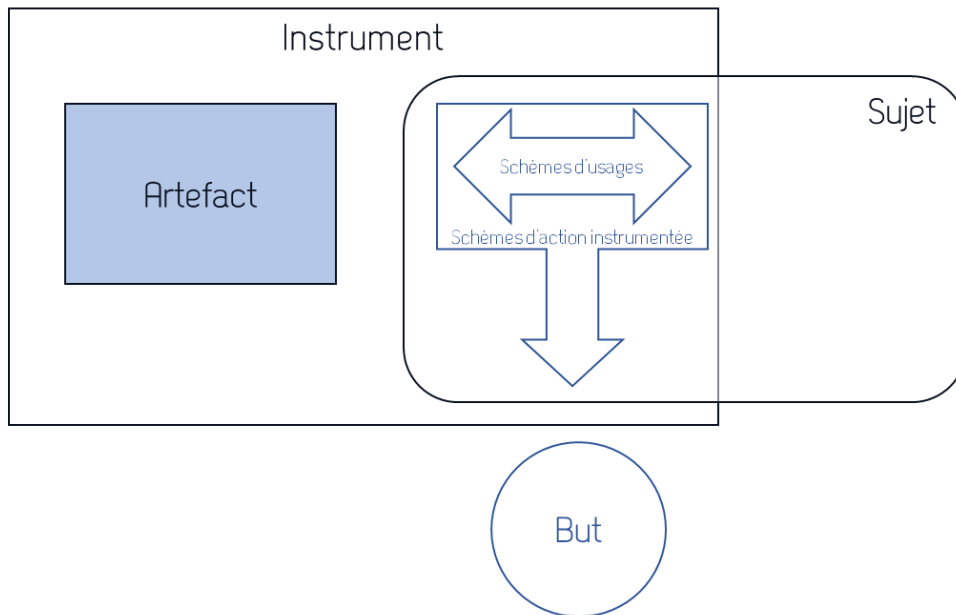 Instrument
Sujet
Artefact
Schèmes d'usages
Schèmes d'action instrumentée
But